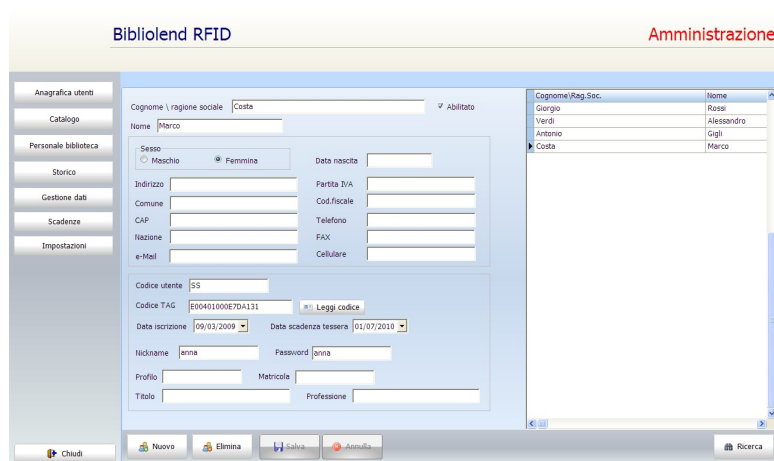 Bibliolend RFID
Amministrazione
Anagrafica utenti
Catalogo
Personale biblioteca
Storico
Gestione dati
Scadenze
Impostazioni
Chiudi
Cognome \ ragione sociale Costa Abilitato
Nome Marco
Sesso
Maschio Femmina Data nascita
Indirizzo Partita IVA
Comune Cod.fiscale
CAP Telefono
Nazione FAX
e-Mail Cellulare
Codice utente SS
Codice TAG E00401000E7DA131 Leggi codice
Data iscrizione 09/03/2009 Data scadenza tessera 01/07/2010
Nickname anna Password anna
Profilo Matricola
Titolo Professione
Nuovo Elimina Salva Annulla
Cognome\Rag.Soc. Nome
Giorgio Rossi
Verdi Alessandro
Antonio Gigli
Costa Marco
Ricerca